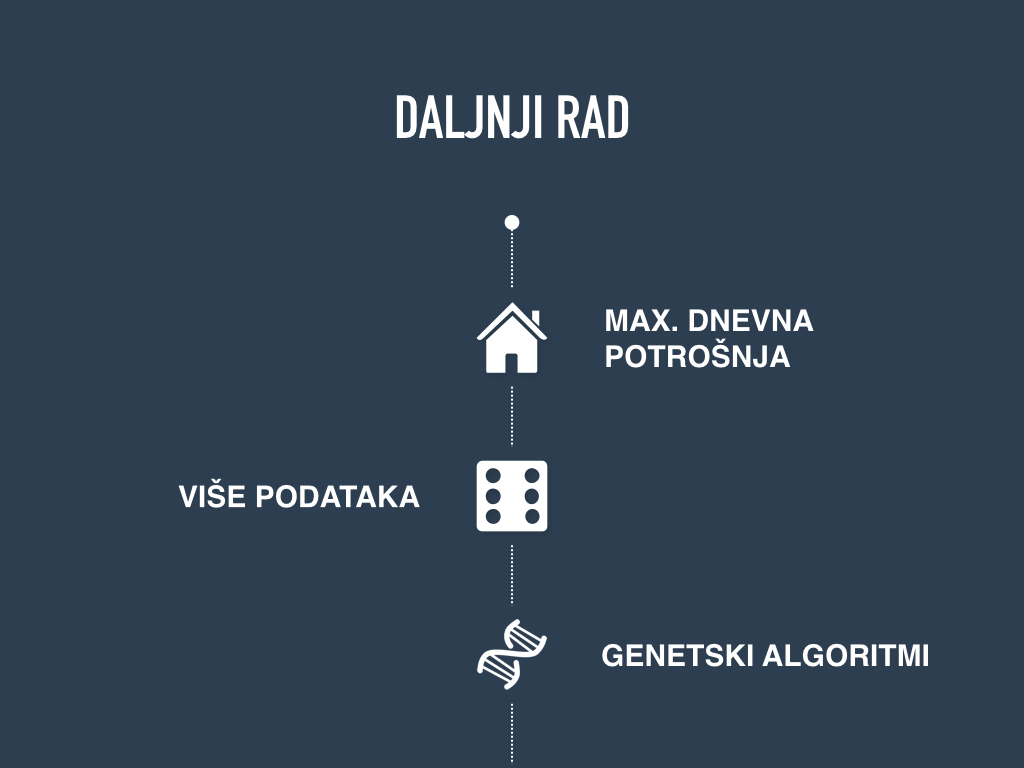 DALJNJI RAD
MAX. DNEVNA
POTROŠNJA
VIŠE PODATAKA
GENETSKI ALGORITMI